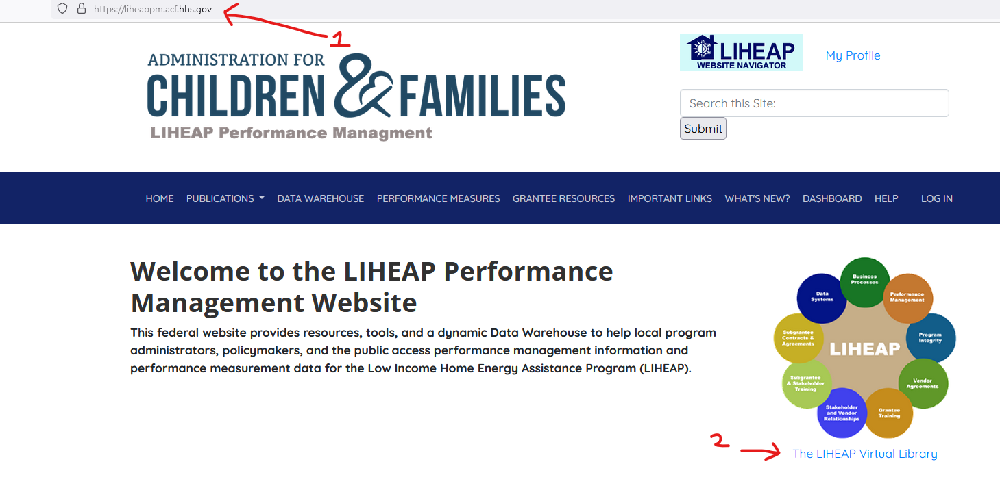 https://liheappm.acf.hhs.gov
1
ADMINISTRATION FOR
CHILDREN & FAMILIES
LIHEAP Performance Managment
LIHEAP
WEBSITE NAVIGATOR
My Profile
Search this Site:
Submit
HOME PUBLICATIONS DATA WAREHOUSE PERFORMANCE MEASURES GRANTEE RESOURCES IMPORTANT LINKS WHAT'S NEW? DASHBOARD HELP LOG IN
Welcome to the LIHEAP Performance
Management Website
This federal website provides resources, tools, and a dynamic Data Warehouse to help local program
administrators, policymakers, and the public access performance management information and
performance measurement data for the Low Income Home Energy Assistance Program (LIHEAP).
Business
Processes
Performance
Management
Program
Integrity
Vendor
Agreements
Grantee
Training
Stakeholder
and Vendor
Relationships
Subgrantee
& Stakeholder
Training
Subgrantee
Contracts &
Agreements
Data
Systems
LIHEAP
2
The LIHEAP Virtual Library